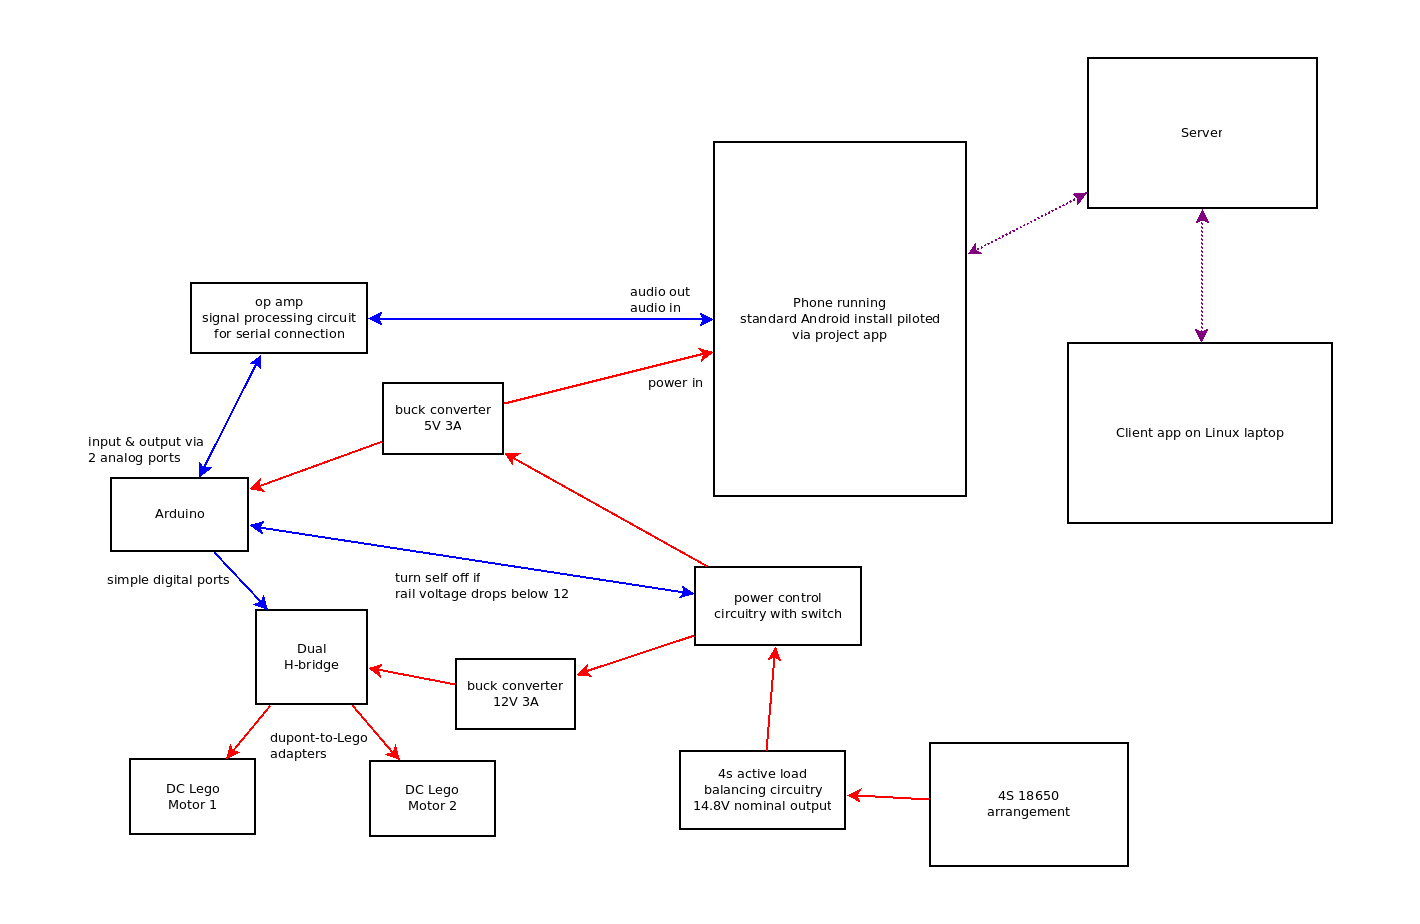 Server
audio out
audio in
op amp
signal processing circuit
for serial connection
Phone running
standard Android install piloted
via project app
power in
buck converter
5V 3A
Client app on Linux laptop
input & output via
2 analog ports
Arduino
simple digital ports
turn self off if
rail voltage drops below 12
power control
circuitry with switch
Dual
H-bridge
buck converter
12V 3A
dupont-to-Lego
adapters
DC Lego
Motor 1
DC Lego
Motor 2
4s active load
balancing circuitry
14.8V nominal output
4S 18650
arrangement